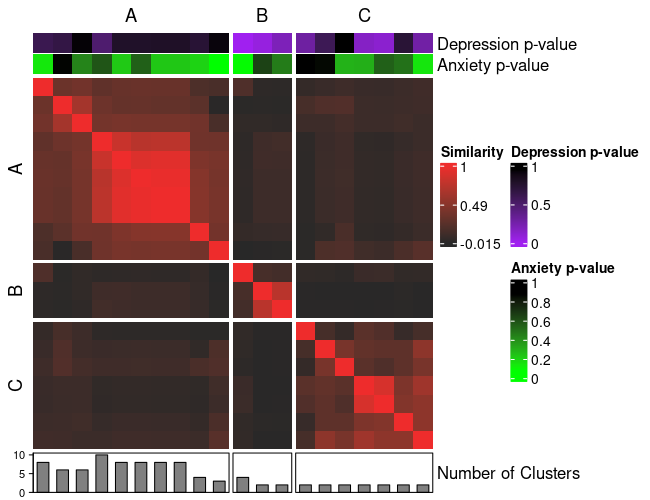 A B C
Depression p-value
Anxiety p-value
A
B
C
Similarity
1
0.49
-0.015
Depression p-value
1
0.5
0
Anxiety p-value
1
0.8
0.6
0.4
0.2
0
10
5
0
Number of Clusters